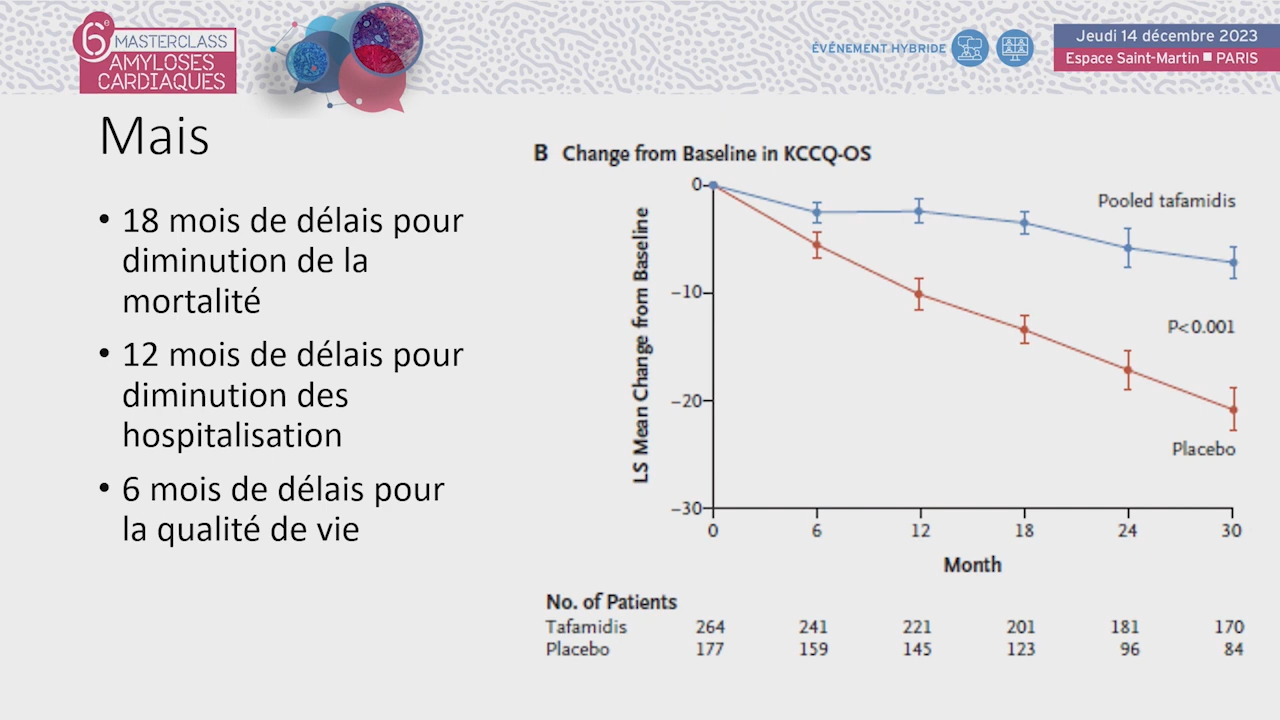 6e
MASTERCLASS
AMYLOSES
CARDIAQUES
ÉVÉNEMENT HYBRIDE
Jeudi 14 décembre 2023
Espace Saint-Martin ■ PARIS
Mais
• 18 mois de délais pour
diminution de la
mortalité
• 12 mois de délais pour
diminution des
hospitalisation
• 6 mois de délais pour
la qualité de vie
B Change from Baseline in KCCQ-OS
LS Mean Change from Baseline
0
−10
−20
−30
Pooled tafamidis
P<0.001
Placebo
0 6 12 18 24 30
Month
No. of Patients
Tafamidis 264 241 221 201 181 170
Placebo 177 159 145 123 96 84